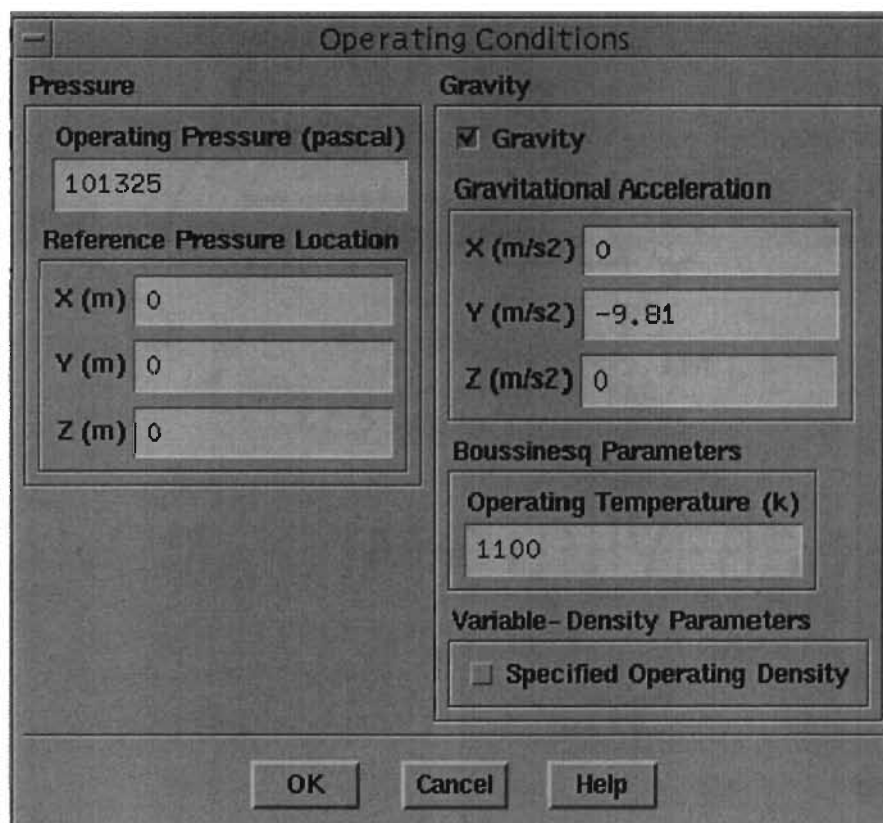 Operating Conditions
Pressure
Operating Pressure (pascal)
101325
Reference Pressure Location
X (m) 0
Y (m) 0
Z (m) 0
Gravity
Gravity
Gravitational Acceleration
X (m/s2) 0
Y (m/s2) -9.81
Z (m/s2) 0
Boussinesq Parameters
Operating Temperature (k)
1100
Variable-Density Parameters
Specified Operating Density
OK Cancel Help